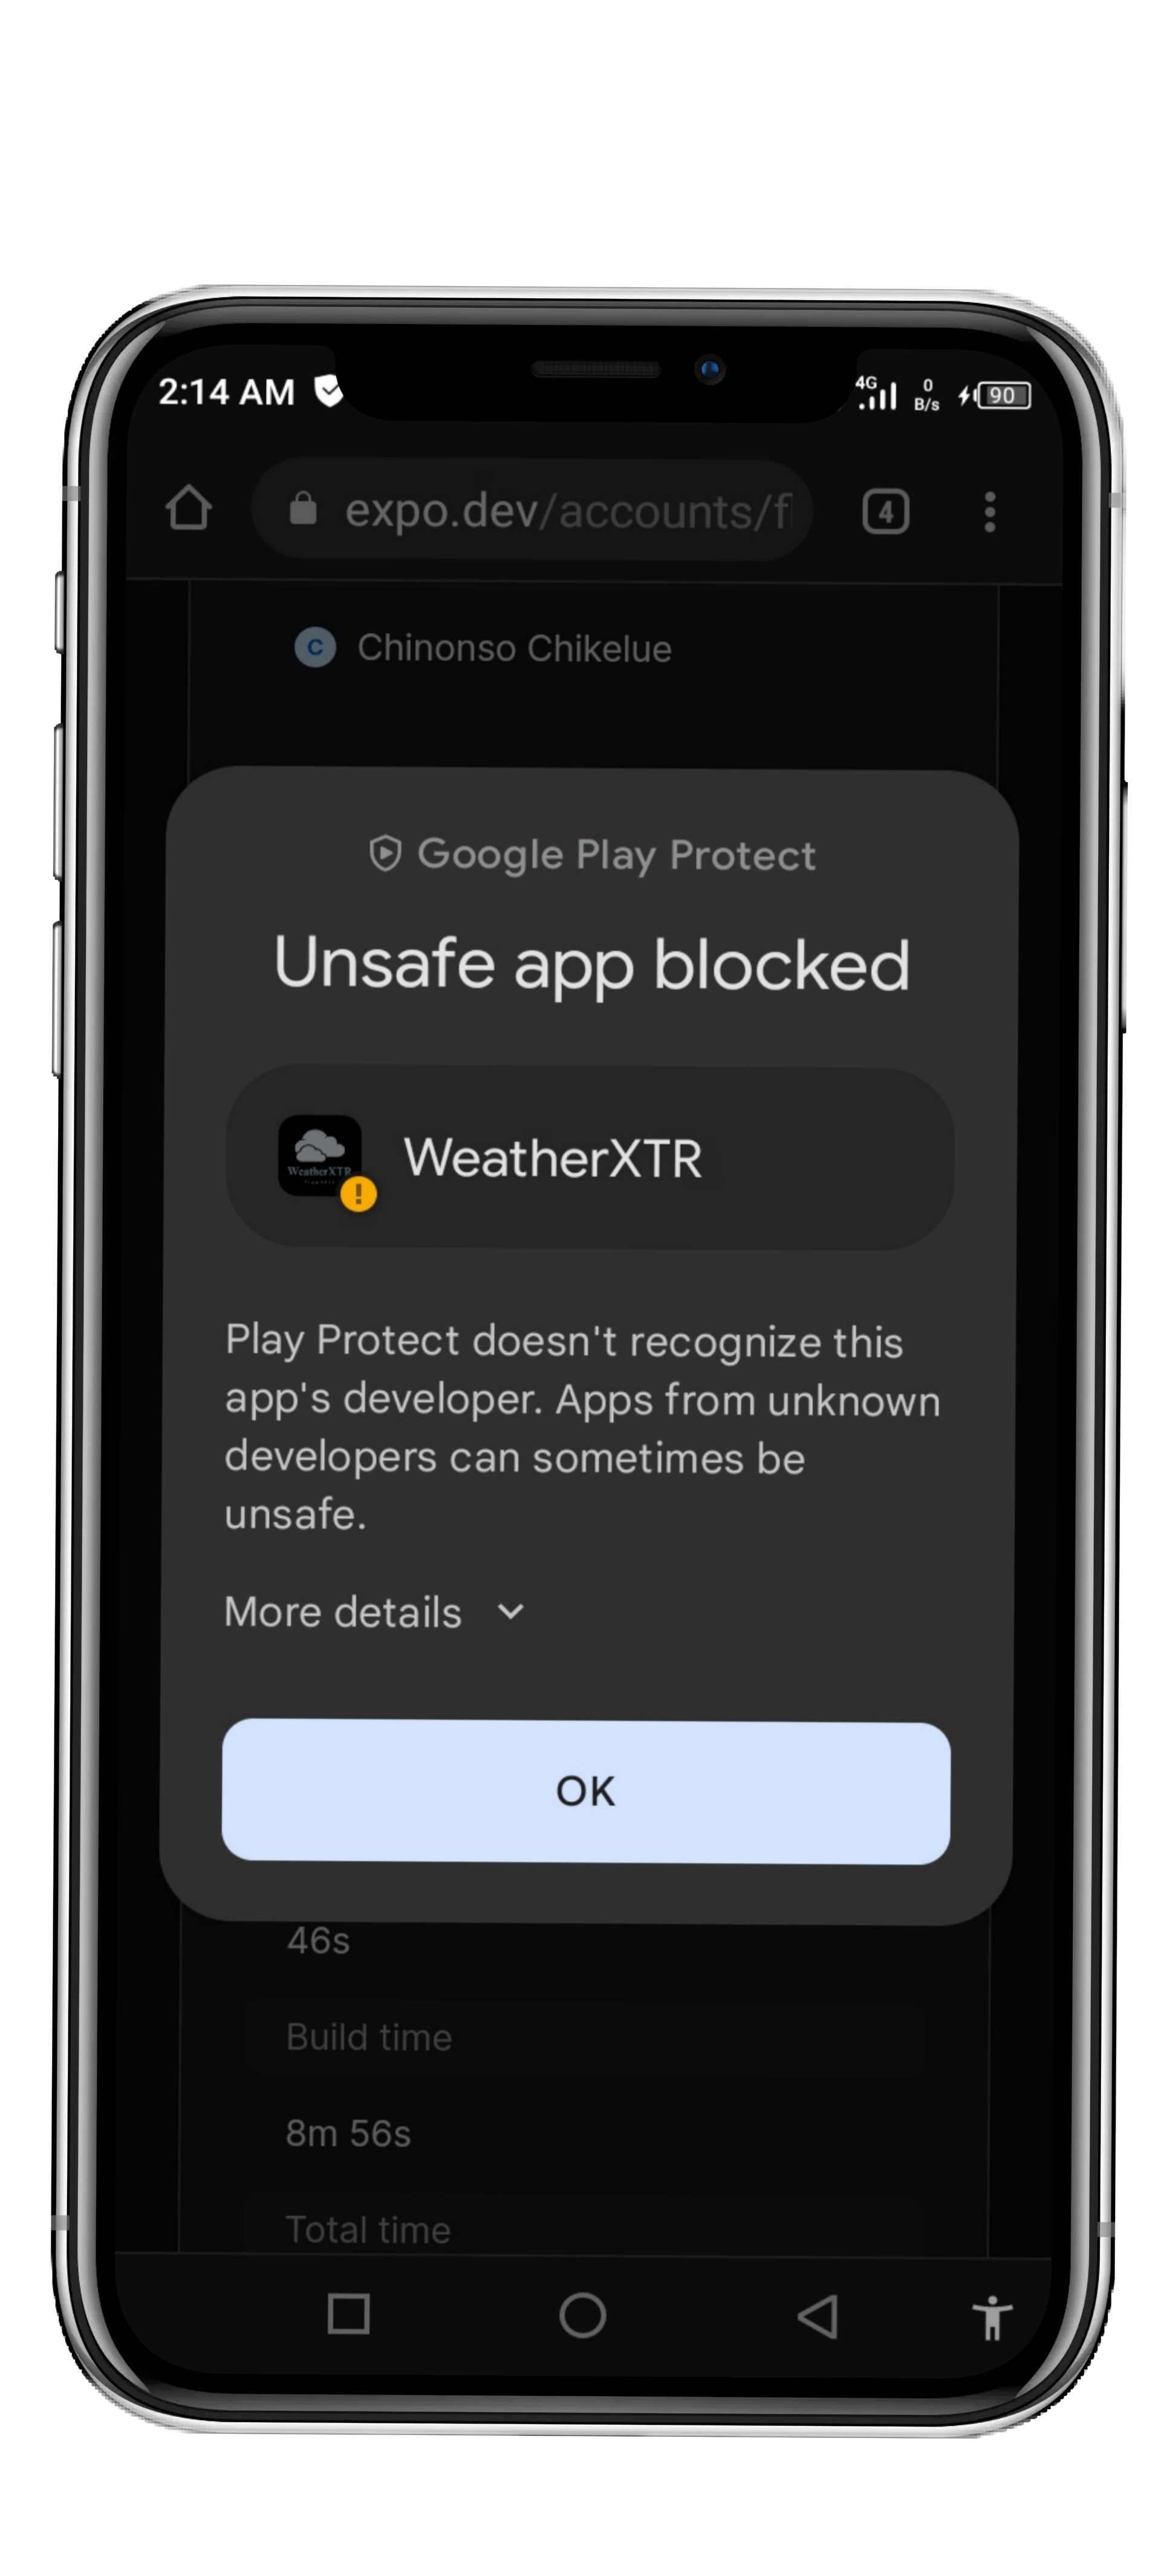 2:14 AM
4G
0
B/s
90
expo.dev/accounts/f
4
C Chinonso Chikelue
Google Play Protect
Unsafe app blocked
WeatherXTR
WeatherXTR
Play Protect doesn't recognize this
app's developer. Apps from unknown
developers can sometimes be
unsafe.
More details
OK
46s
Build time
8m 56s
Total time